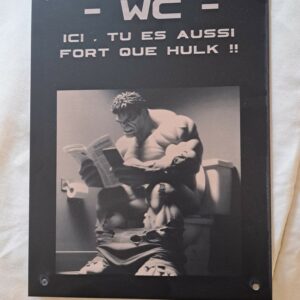 - WC -
ICI , TU ES AUSSI
FORT QUE HULK !!